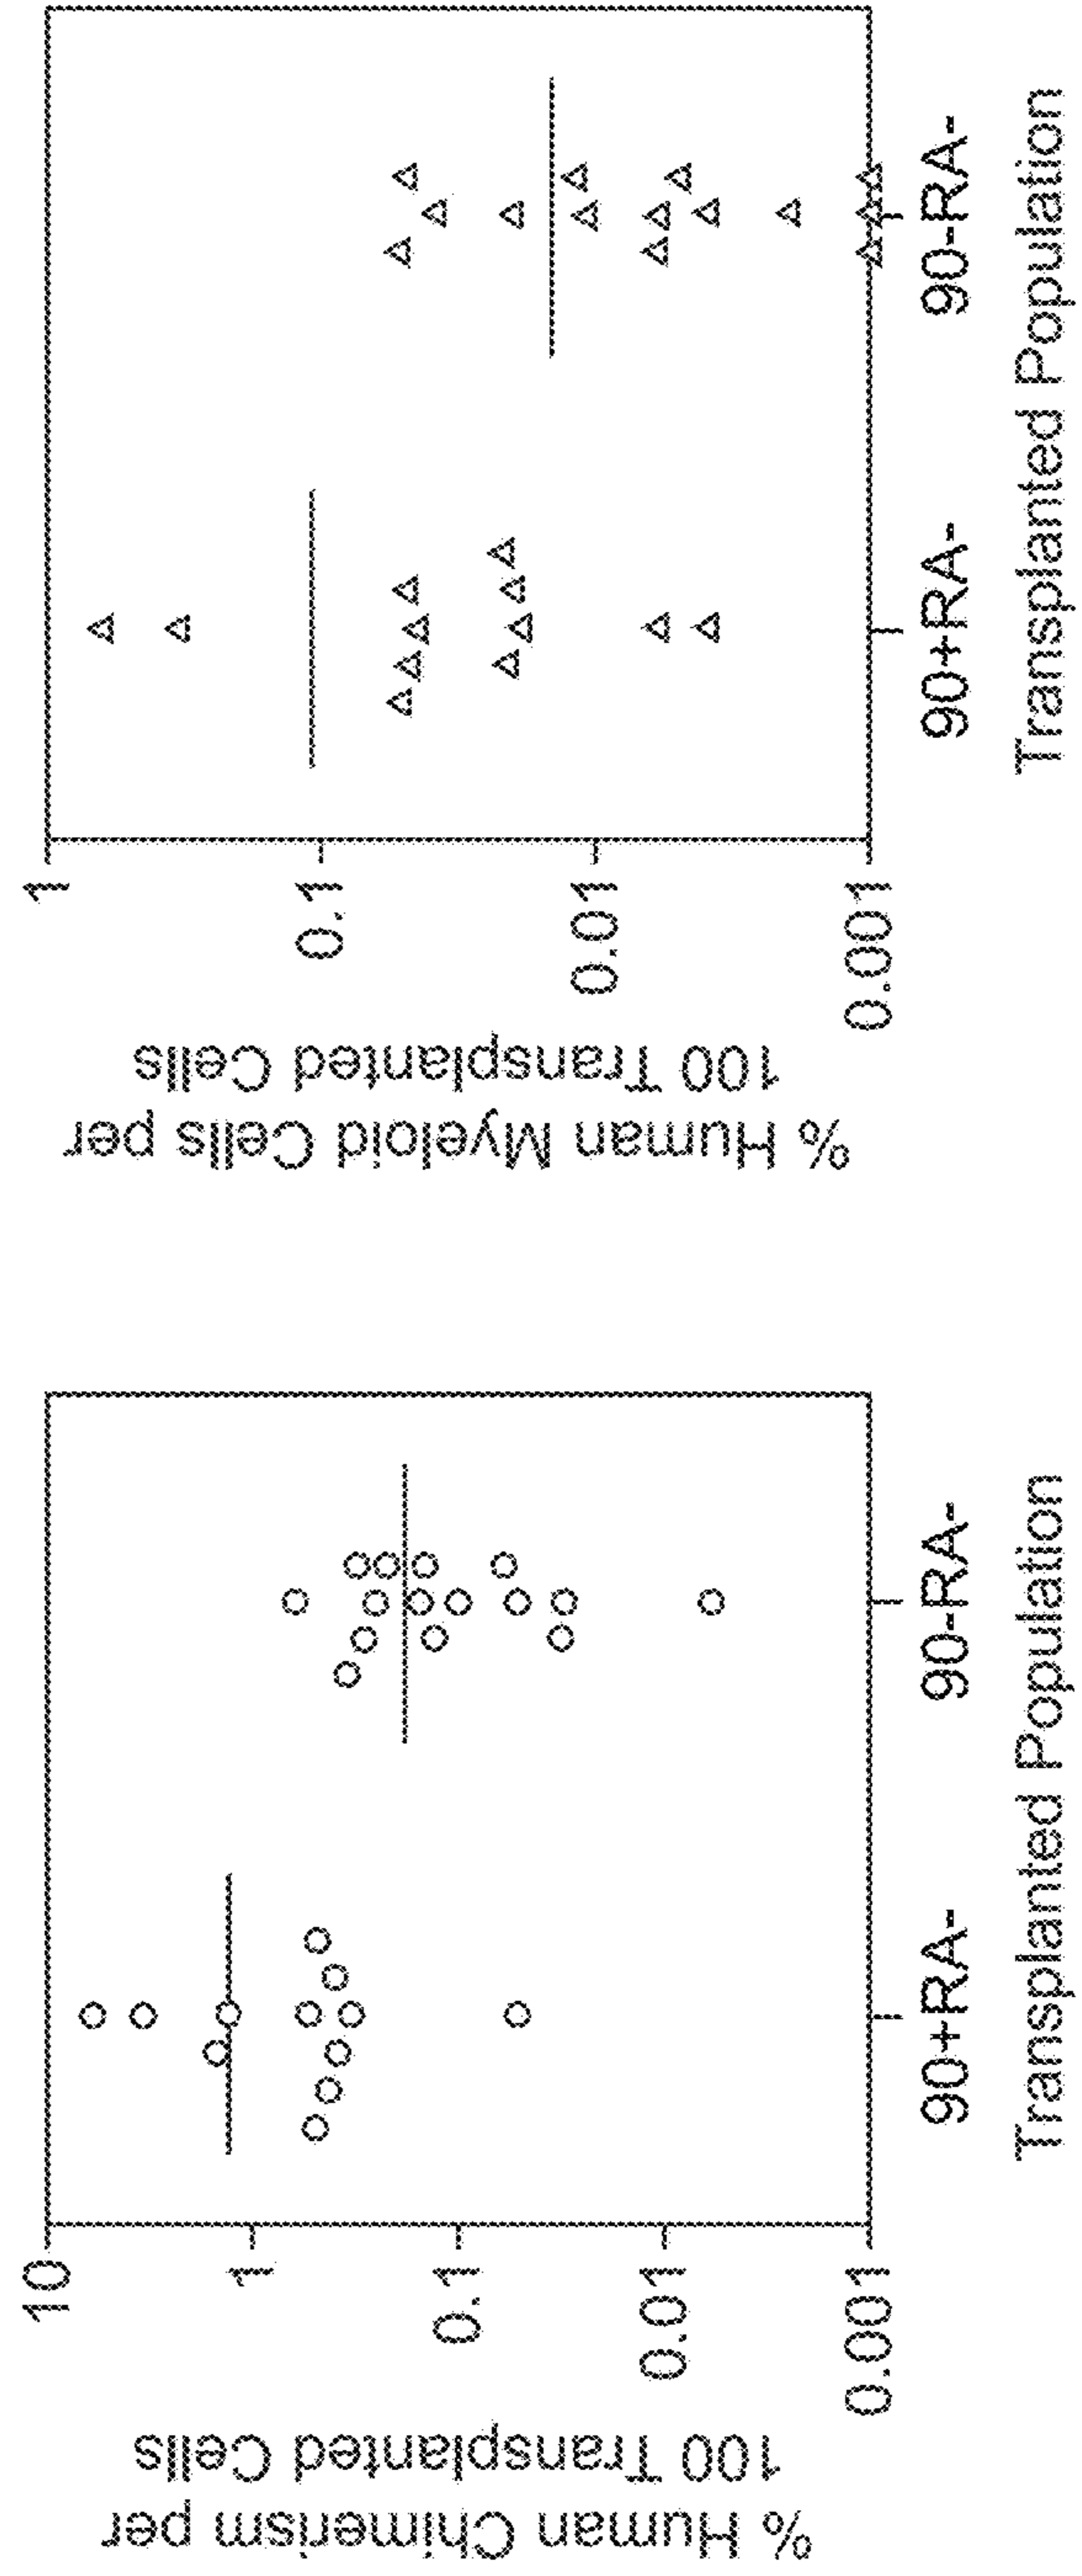 % Human Chimerism per
100 Transplanted Cells
10
1
0.1
0.01
0.001
90+RA-
90-RA-
Transplanted Population
% Human Myeloid Cells per
100 Transplanted Cells
1
0.1
0.01
0.001
90+RA-
90-RA-
Transplanted Population